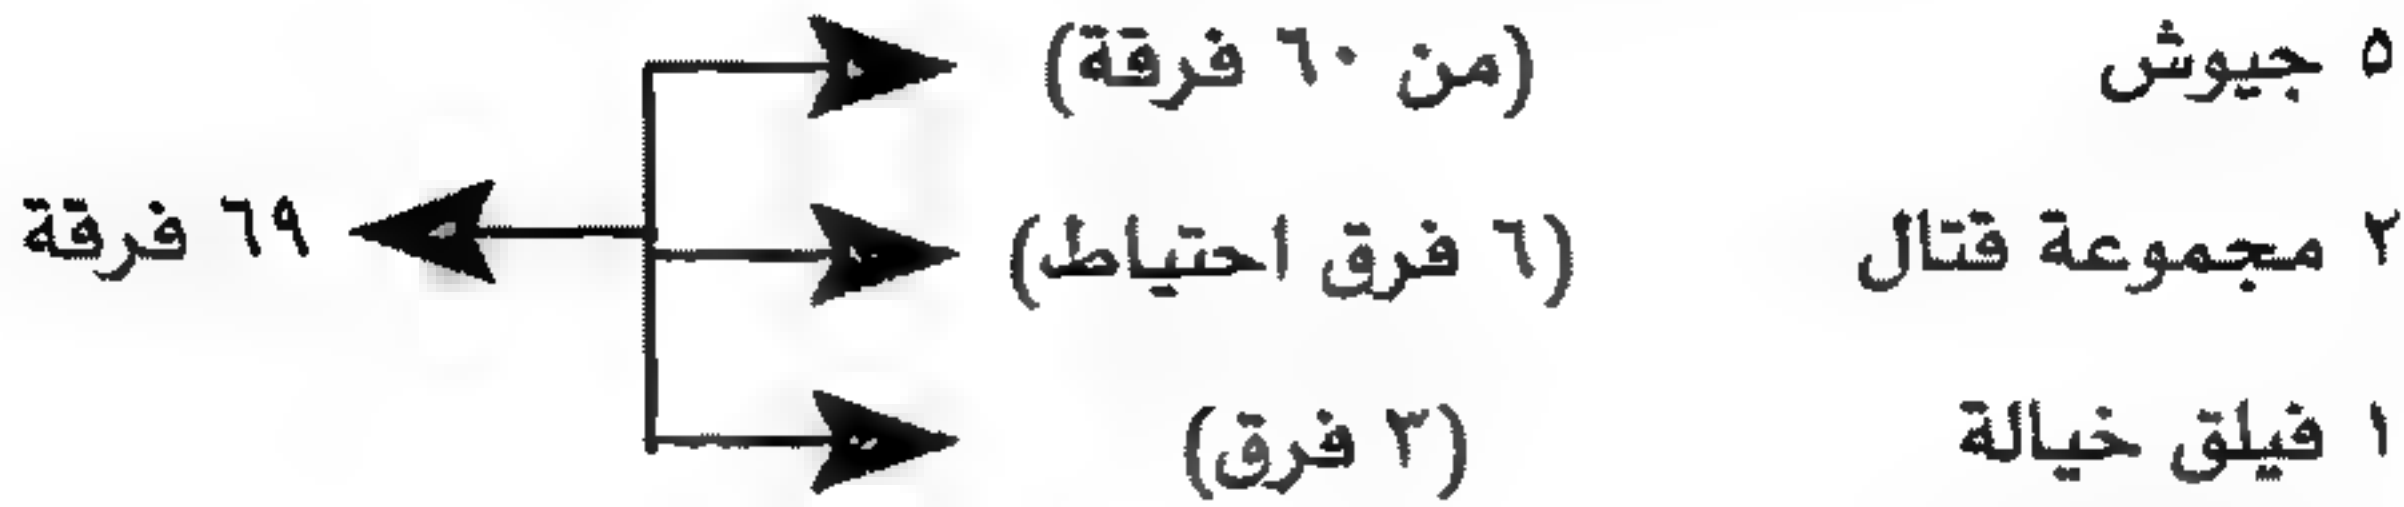 ٥ جيوش (من ٦٠ فرقة)
٢ مجموعة قتال (٦ فرق احتياط)
٦٩ فرقة
١ فيلق خيالة (٣ فرق)